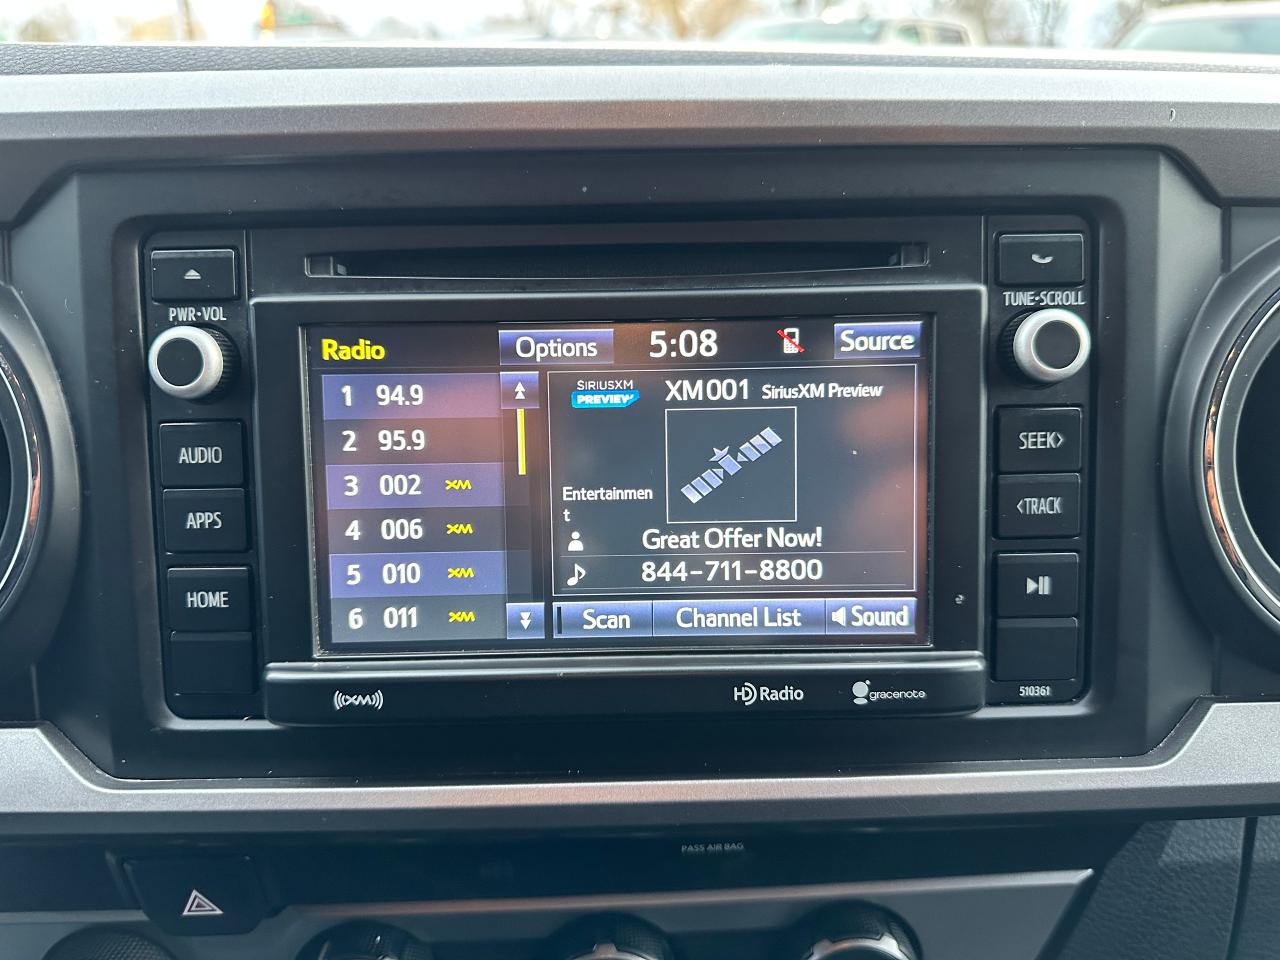 PWR•VOL
AUDIO
APPS
HOME
Radio
Options
5:08
Source
1 94.9
2 95.9
3 002 XM
4 006 XM
5 010 XM
6 011 XM
SIRIUSXM
PREVIEW
XM001 SiriusXM Preview
Entertainmen
t
Great Offer Now!
844-711-8800
Scan
Channel List
Sound
TUNE•SCROLL
SEEK>
<TRACK
510361
((XM))
HD Radio
gracenote
PASS AIR BAG